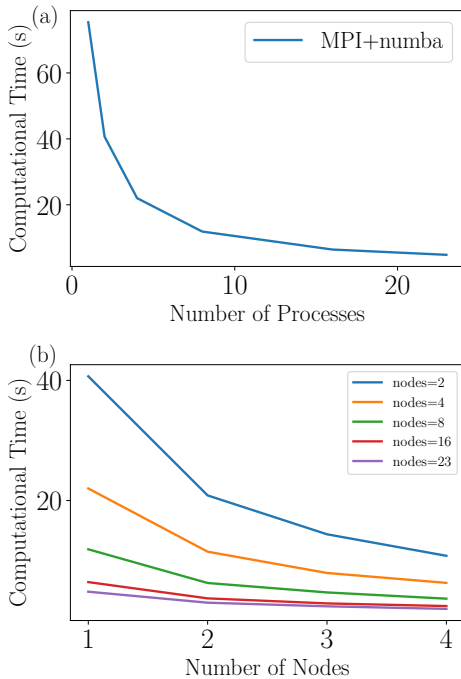 (a)
Computational Time (s)
60
40
20
MPI+numba
0
10
20
Number of Processes
(b)
Computational Time (s)
40
20
nodes=2
nodes=4
nodes=8
nodes=16
nodes=23
1
2
3
4
Number of Nodes